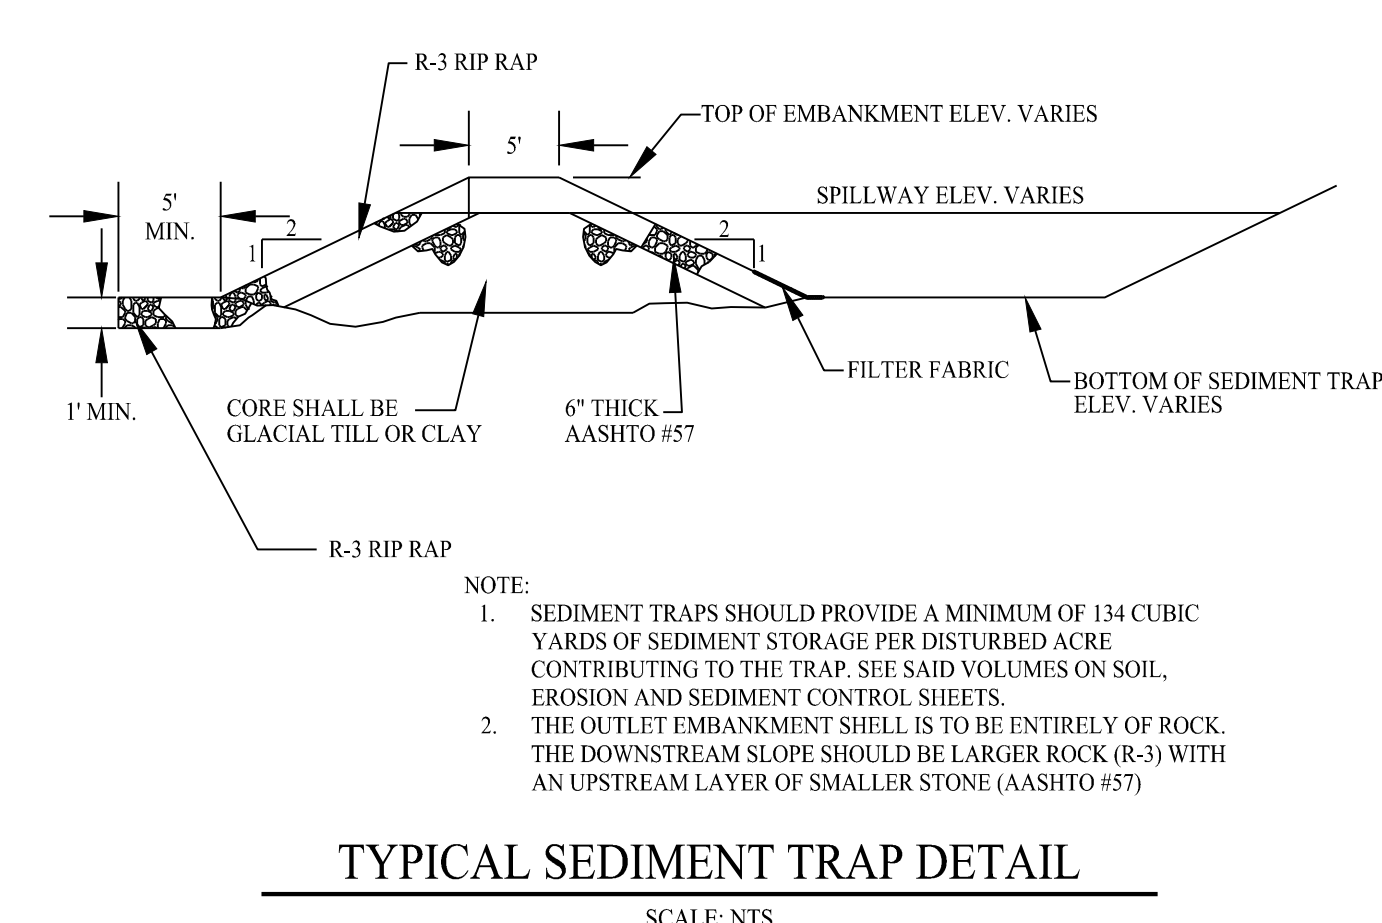 R-3 RIP RAP
TOP OF EMBANKMENT ELEV. VARIES
5'
SPILLWAY ELEV. VARIES
5'
MIN.
2
1
2
1
FILTER FABRIC
BOTTOM OF SEDIMENT TRAP
ELEV. VARIES
1' MIN.
CORE SHALL BE
GLACIAL TILL OR CLAY
6" THICK
AASHTO #57
R-3 RIP RAP
NOTE:
1. SEDIMENT TRAPS SHOULD PROVIDE A MINIMUM OF 134 CUBIC
YARDS OF SEDIMENT STORAGE PER DISTURBED ACRE
CONTRIBUTING TO THE TRAP. SEE SAID VOLUMES ON SOIL,
EROSION AND SEDIMENT CONTROL SHEETS.
2. THE OUTLET EMBANKMENT SHELL IS TO BE ENTIRELY OF ROCK.
THE DOWNSTREAM SLOPE SHOULD BE LARGER ROCK (R-3) WITH
AN UPSTREAM LAYER OF SMALLER STONE (AASHTO #57)
TYPICAL SEDIMENT TRAP DETAIL
SCALE: NTS